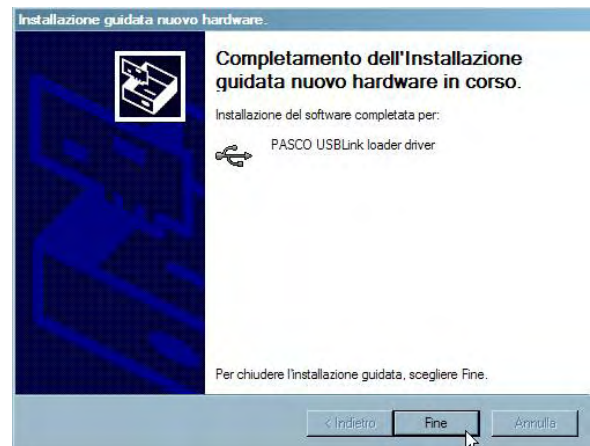 Installazione guidata nuovo hardware.
Completamento dell'Installazione
guidata nuovo hardware in corso.
Installazione del software completata per:
PASCO USBLink loader driver
Per chiudere l'installazione guidata, scegliere Fine.
< Indietro
Fine
Annulla